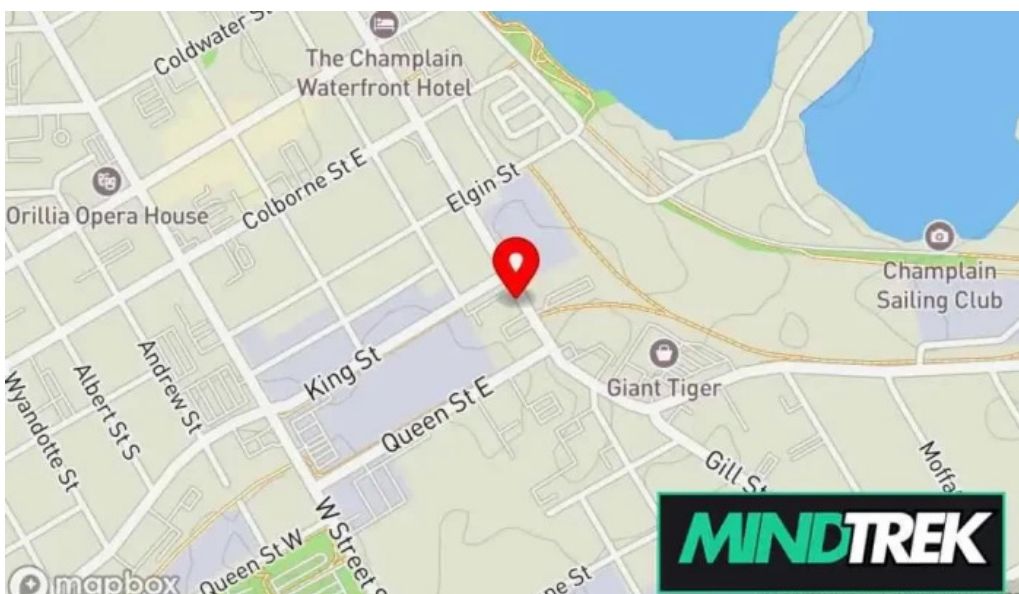 Coldwater St
The Champlain
Waterfront Hotel
Orillia Opera House
Colborne St E
Elgin St
Champlain
Sailing Club
King St
Queen St E
Giant Tiger
Andrew St
Albert St S
Wyandotte St
Gill St
W Street S
Queen St W
MINDTREK
mapbox